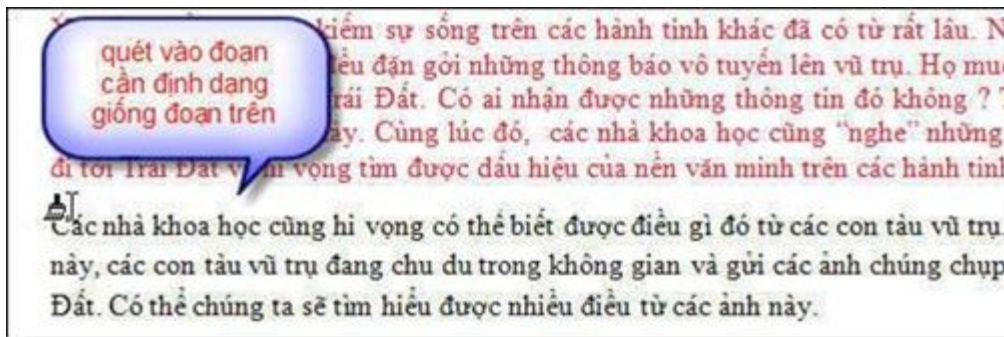 quét vào đoạn
cần định dạng
giống đoạn trên
kiếm sự sống trên các hành tinh khác đã có từ rất lâu. N
đều đặn gởi những thông báo vô tuyến lên vũ trụ. Họ mu
Trái Đất. Có ai nhận được những thông tin đó không ? T
này. Cùng lúc đó, các nhà khoa học cũng "nghe" những
đi tới Trái Đất với hi vọng tìm được dấu hiệu của nền văn minh trên các hành tinh
Các nhà khoa học cũng hi vọng có thể biết được điều gì đó từ các con tàu vũ trụ.
này, các con tàu vũ trụ đang chu du trong không gian và gửi các ảnh chúng chụp
Đất. Có thể chúng ta sẽ tìm hiểu được nhiều điều từ các ảnh này.